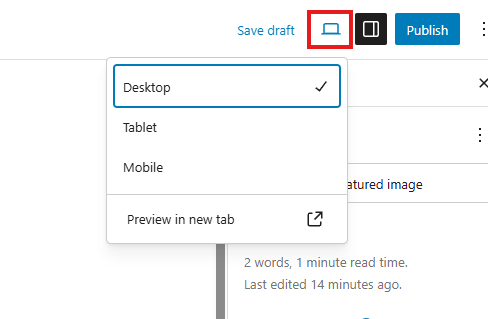 Save draft
Publish
Desktop
Tablet
Mobile
Preview in new tab
atured image
2 words, 1 minute read time.
Last edited 14 minutes ago.